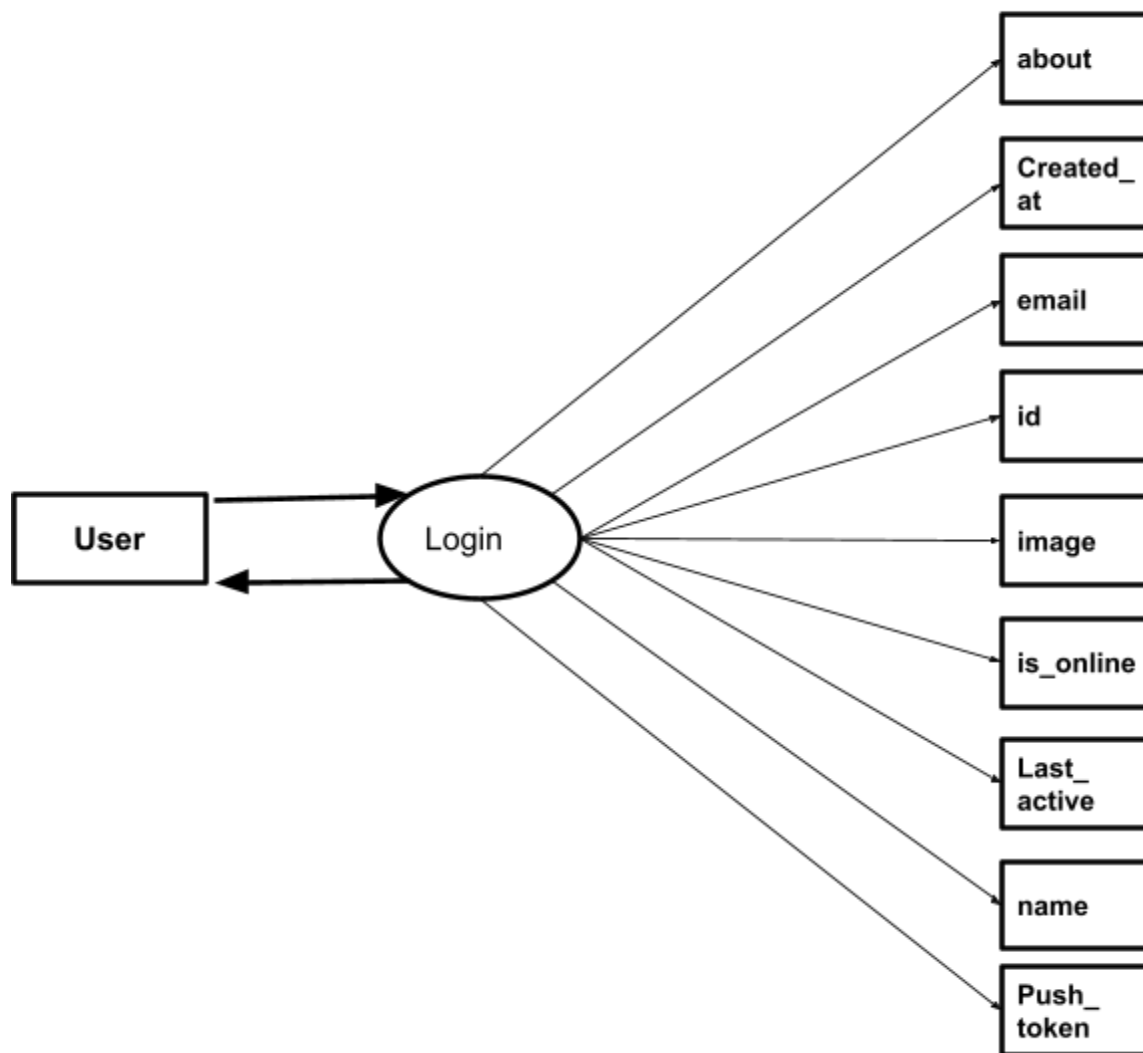 about
Created_
at
email
id
User
Login
image
is_online
Last_
active
name
Push_
token